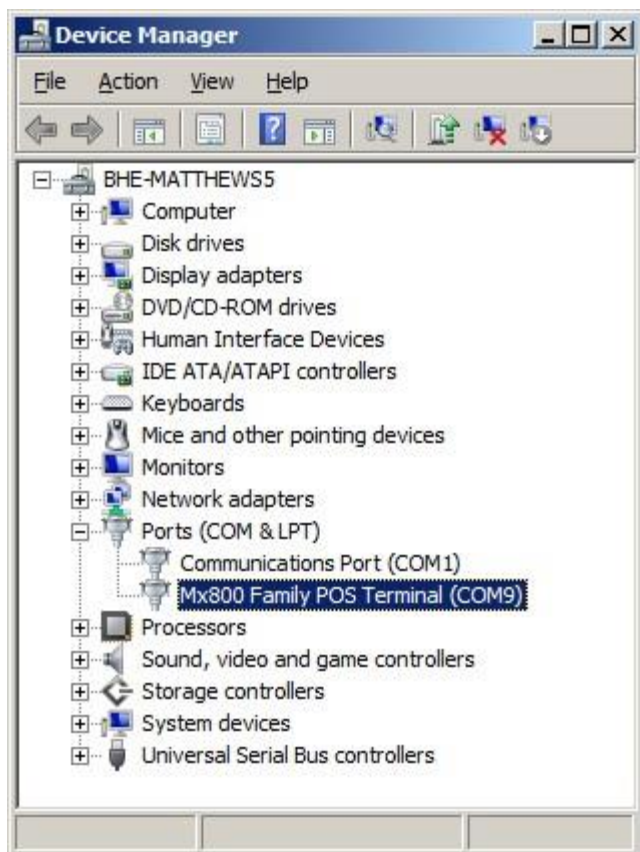 Device Manager
File Action View Help
BHE-MATTHEWS5
Computer
Disk drives
Display adapters
DVD/CD-ROM drives
Human Interface Devices
IDE ATA/ATAPI controllers
Keyboards
Mice and other pointing devices
Monitors
Network adapters
Ports (COM & LPT)
Communications Port (COM1)
Mx800 Family POS Terminal (COM9)
Processors
Sound, video and game controllers
Storage controllers
System devices
Universal Serial Bus controllers